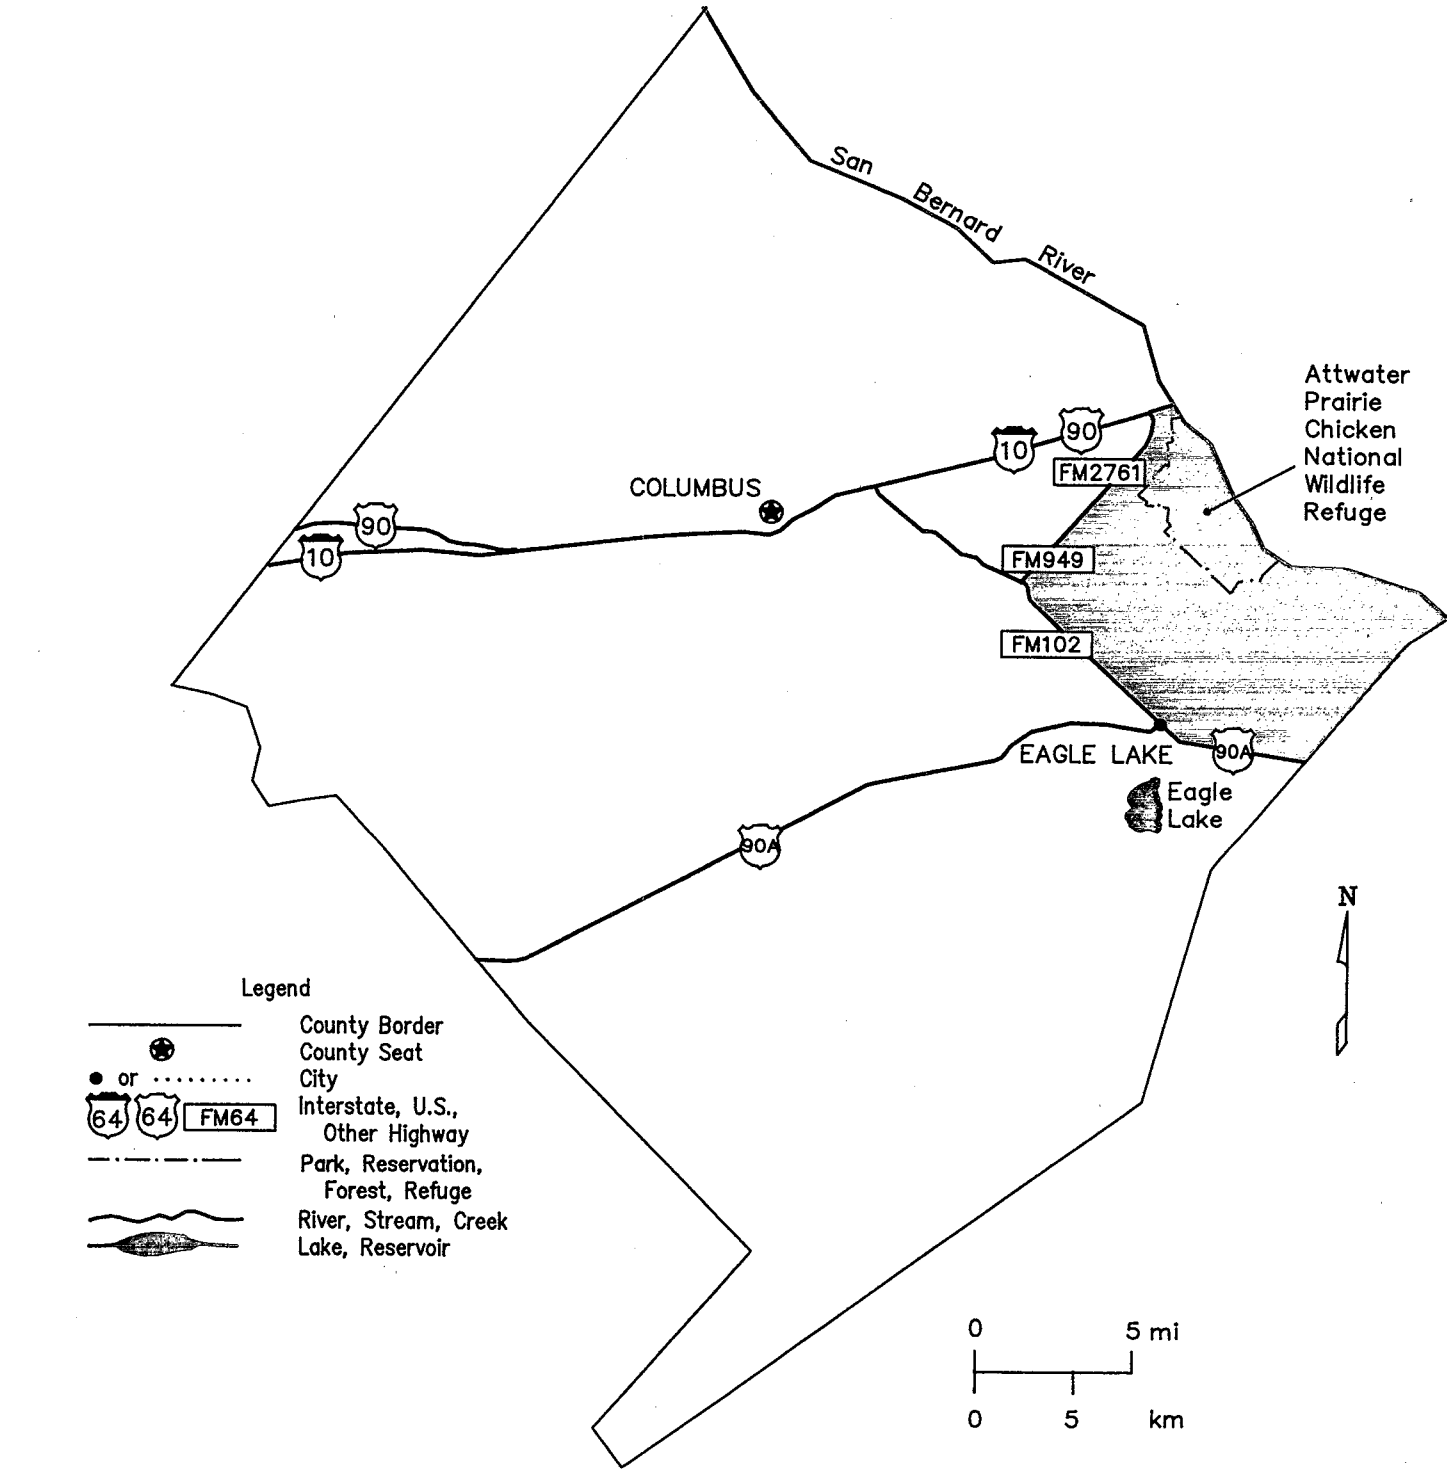 San Bernard River
Attwater
Prairie
Chicken
National
Wildlife
Refuge
90
10
FM2761
COLUMBUS
90
10
FM949
FM102
EAGLE LAKE
90A
Eagle
Lake
90A
N
Legend
County Border
County Seat
or
City
64 64 FM64
Interstate, U.S.,
Other Highway
Park, Reservation,
Forest, Refuge
River, Stream, Creek
Lake, Reservoir
0 5 mi
0 5 km